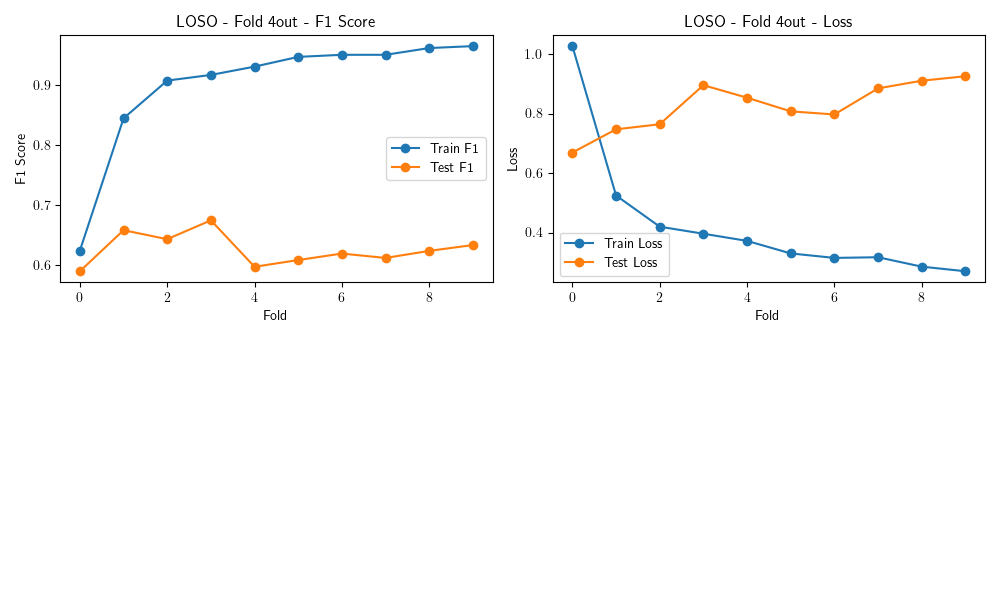 LOSO - Fold 4out - F1 Score
F1 Score
0.9
0.8
0.7
0.6
Train F1
Test F1
0 2 4 6 8
Fold
LOSO - Fold 4out - Loss
Loss
1.0
0.8
0.6
0.4
Train Loss
Test Loss
0 2 4 6 8
Fold